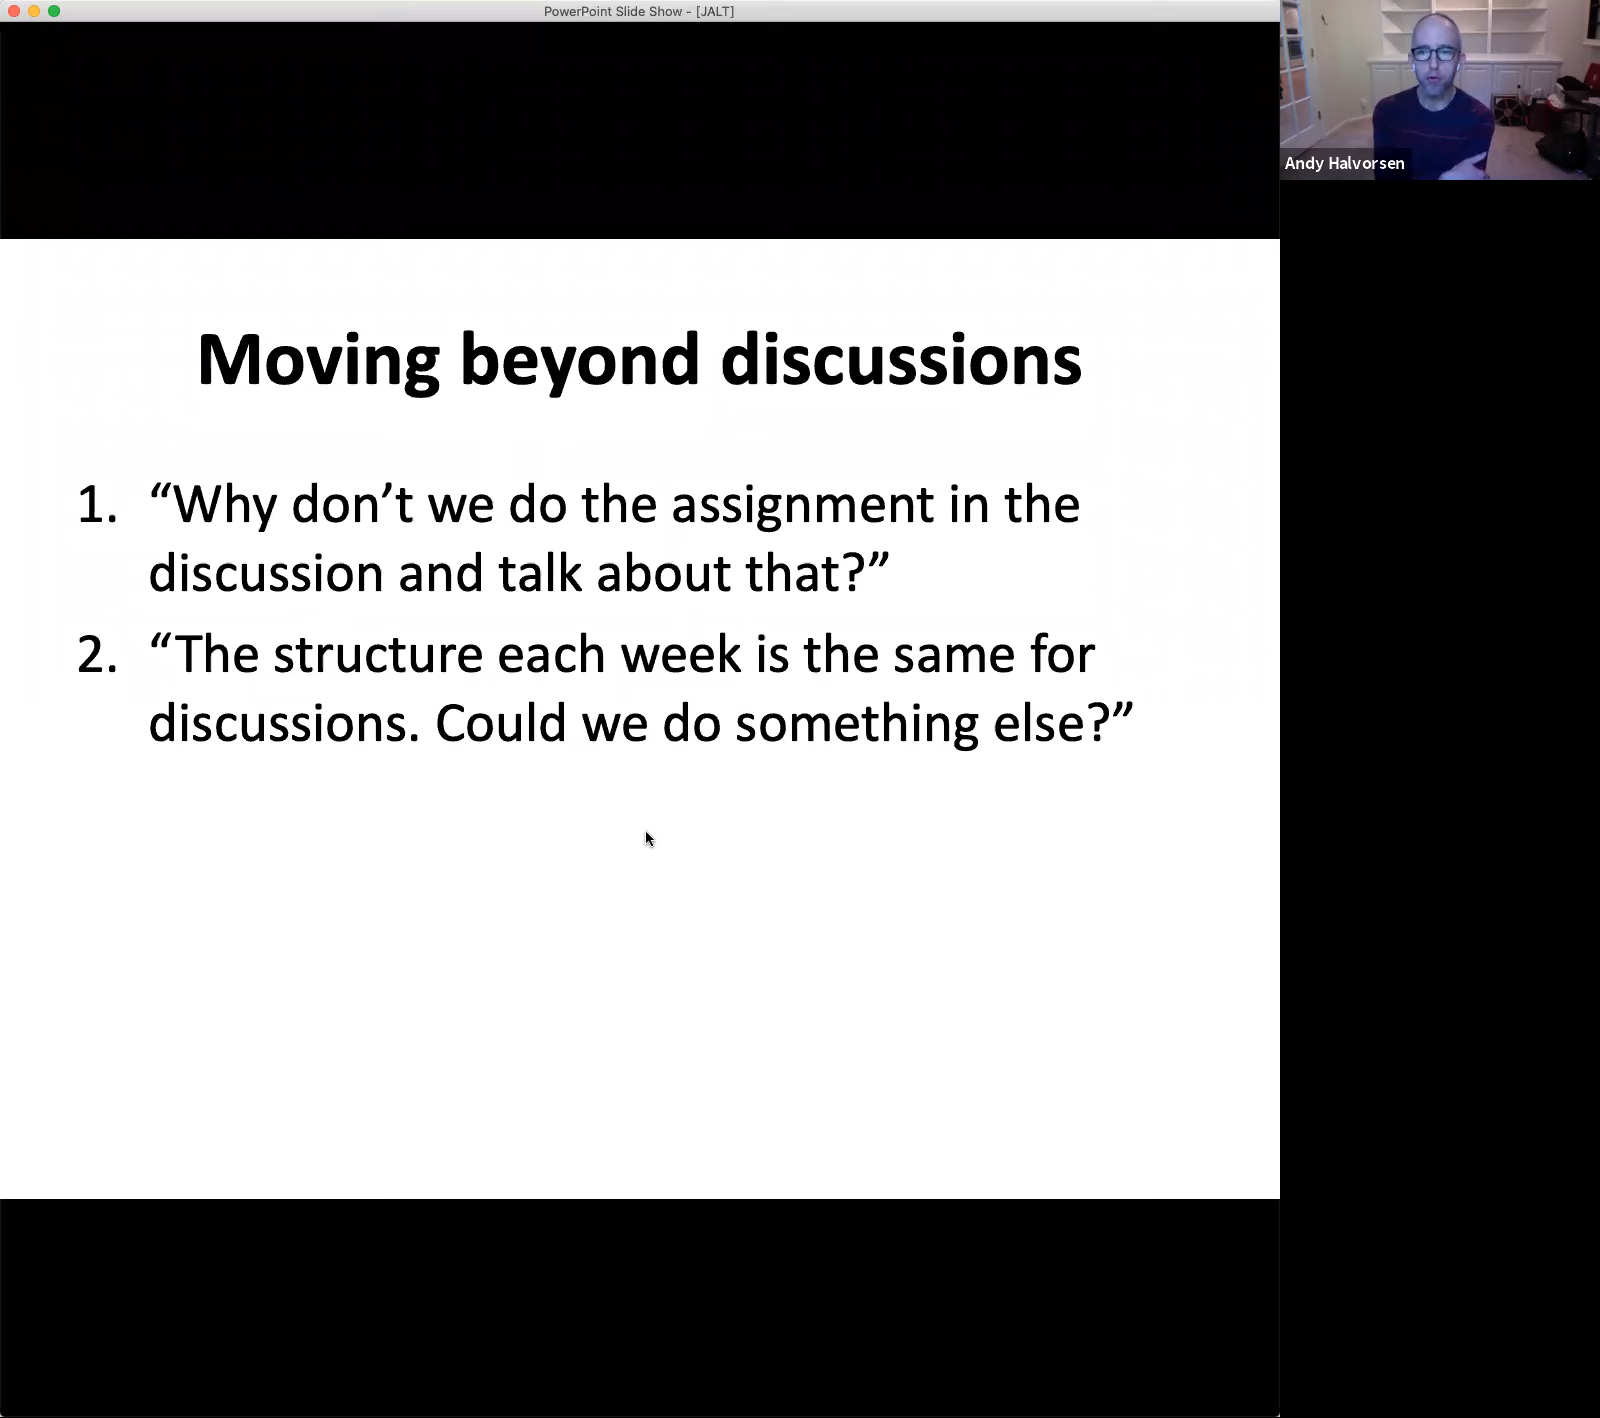 PowerPoint Slide Show - [JALT]
Andy Halvorsen
Moving beyond discussions
1. “Why don’t we do the assignment in the
discussion and talk about that?”
2. “The structure each week is the same for
discussions. Could we do something else?”